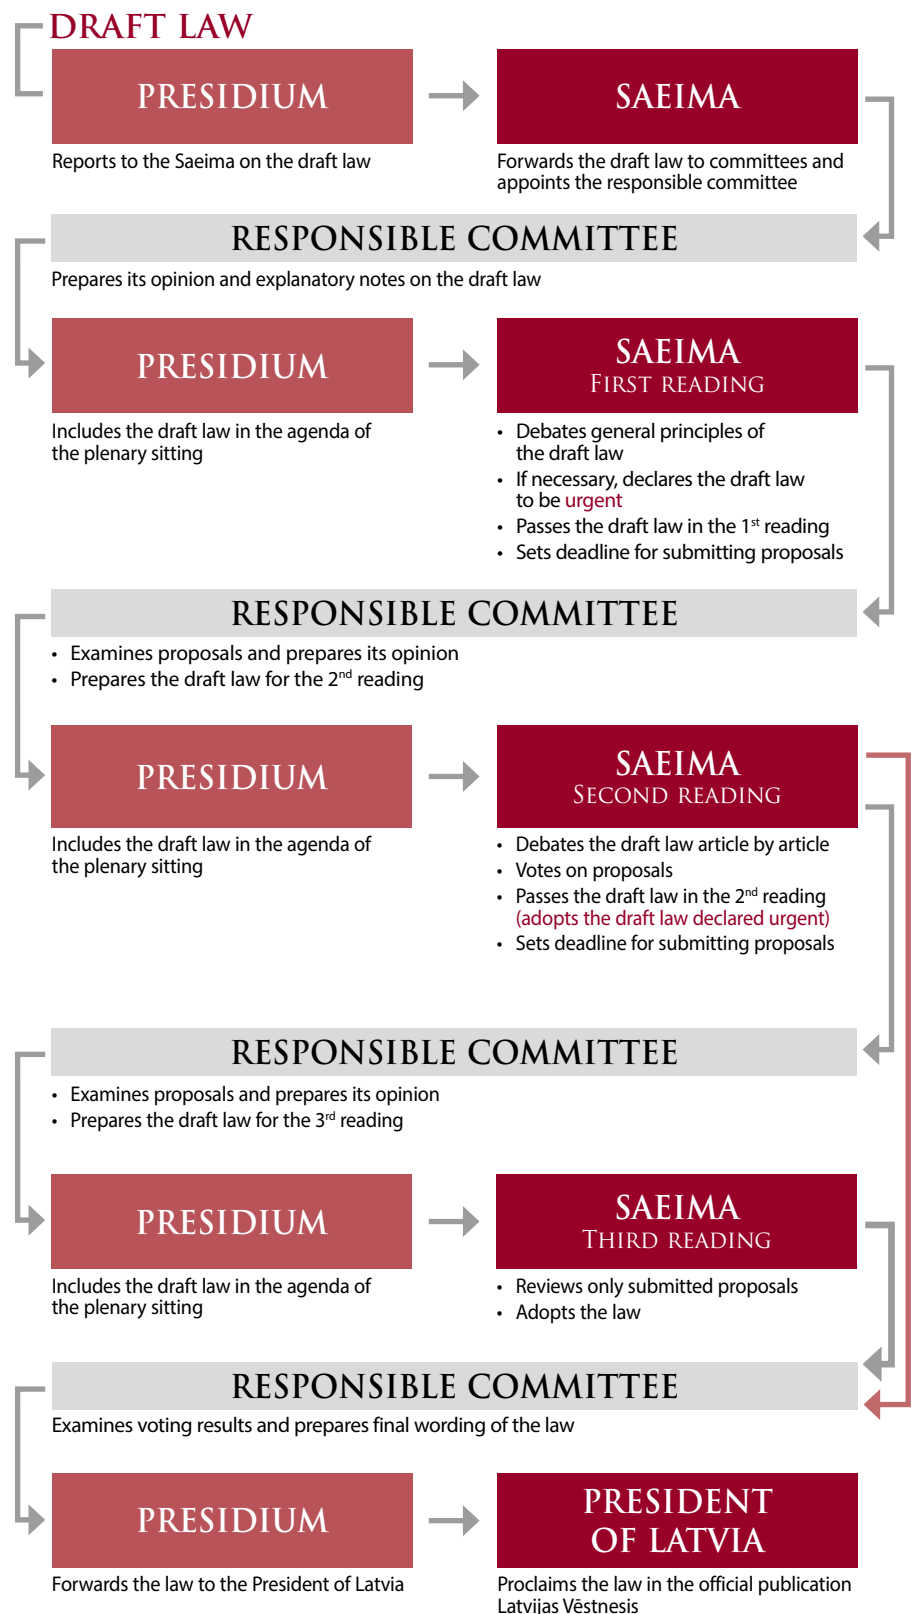 DRAFT LAW
PRESIDIUM
Reports to the Saeima on the draft law
SAEIMA
Forwards the draft law to committees and
appoints the responsible committee
RESPONSIBLE COMMITTEE
Prepares its opinion and explanatory notes on the draft law
PRESIDIUM
Includes the draft law in the agenda of
the plenary sitting
SAEIMA
FIRST READING
• Debates general principles of
the draft law
• If necessary, declares the draft law
to be urgent
• Passes the draft law in the 1st reading
• Sets deadline for submitting proposals
RESPONSIBLE COMMITTEE
• Examines proposals and prepares its opinion
• Prepares the draft law for the 2nd reading
PRESIDIUM
Includes the draft law in the agenda of
the plenary sitting
SAEIMA
SECOND READING
• Debates the draft law article by article
• Votes on proposals
• Passes the draft law in the 2nd reading
(adopts the draft law declared urgent)
• Sets deadline for submitting proposals
RESPONSIBLE COMMITTEE
• Examines proposals and prepares its opinion
• Prepares the draft law for the 3rd reading
PRESIDIUM
Includes the draft law in the agenda of
the plenary sitting
SAEIMA
THIRD READING
• Reviews only submitted proposals
• Adopts the law
RESPONSIBLE COMMITTEE
Examines voting results and prepares final wording of the law
PRESIDIUM
Forwards the law to the President of Latvia
PRESIDENT
OF LATVIA
Proclaims the law in the official publication
Latvijas Vēstnesis